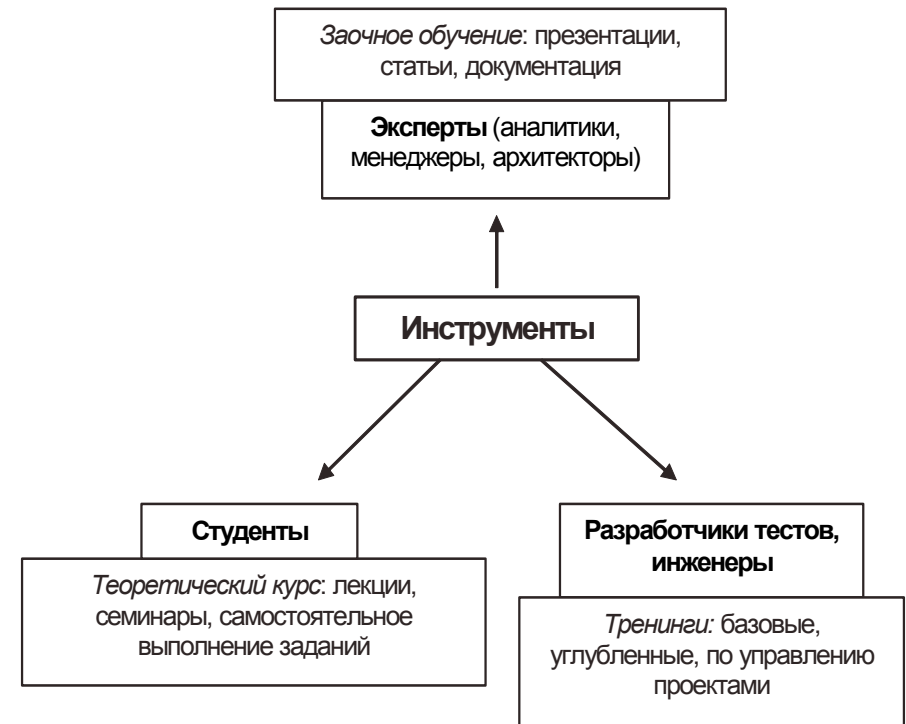 Заочное обучение: презентации,
статьи, документация
Эксперты (аналитики,
менеджеры, архитекторы)
Инструменты
Студенты
Теоретический курс: лекции,
семинары, самостоятельное
выполнение заданий
Разработчики тестов,
инженеры
Тренинги: базовые,
углубленные, по управлению
проектами